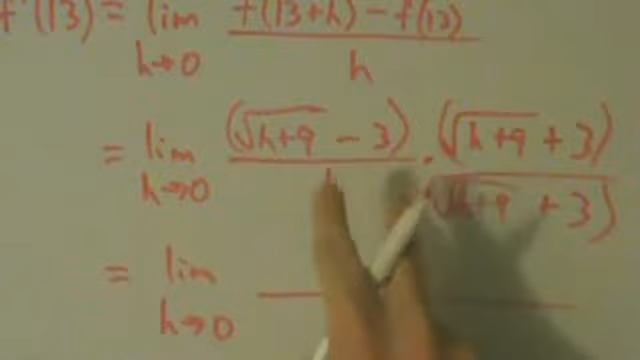 f'(13) = lim h→0 (f(13+h) - f(13)) / h
= lim h→0 (√(h+9) - 3) / h · (√(h+9) + 3) / (√(h+9) + 3)
= lim h→0